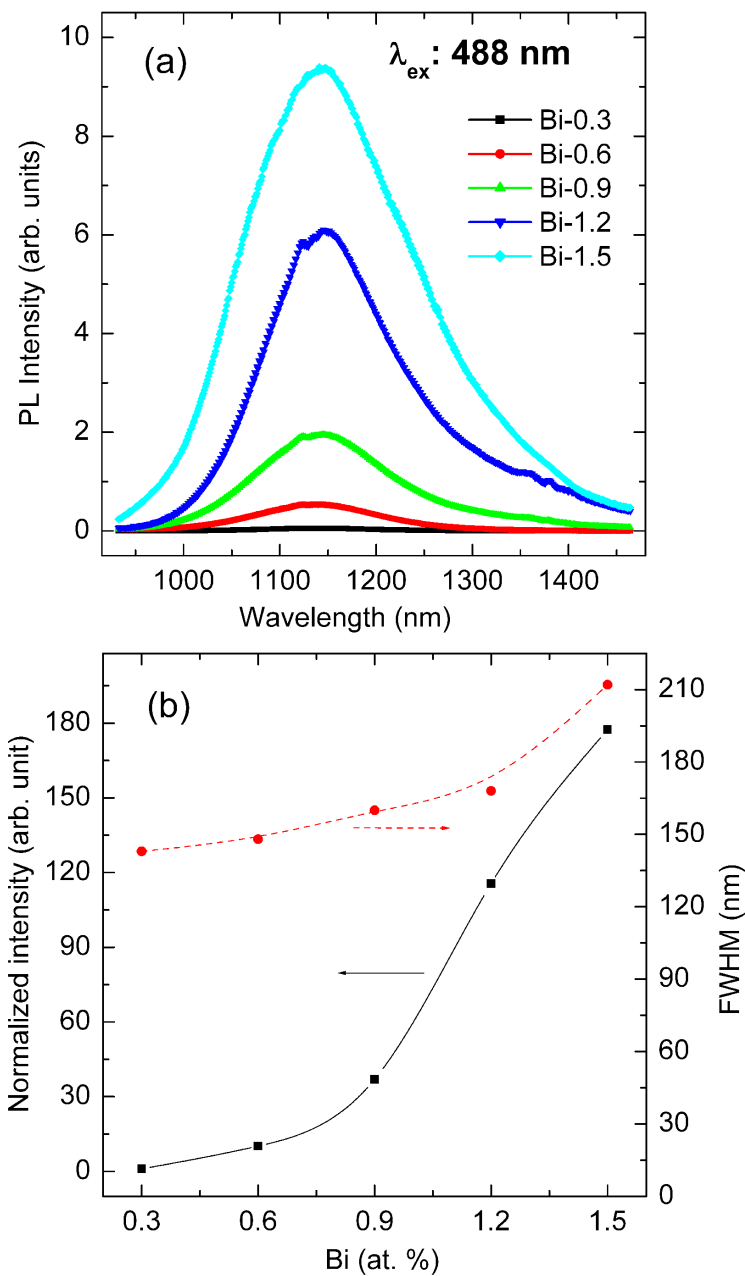 (a)
λex: 488 nm
Bi-0.3
Bi-0.6
Bi-0.9
Bi-1.2
Bi-1.5
10
8
6
4
2
0
PL Intensity (arb. units)
1000 1100 1200 1300 1400
Wavelength (nm)
(b)
180
150
120
90
60
30
0
Normalized intensity (arb. unit)
210
180
150
120
90
60
30
0
FWHM (nm)
0.3 0.6 0.9 1.2 1.5
Bi (at. %)